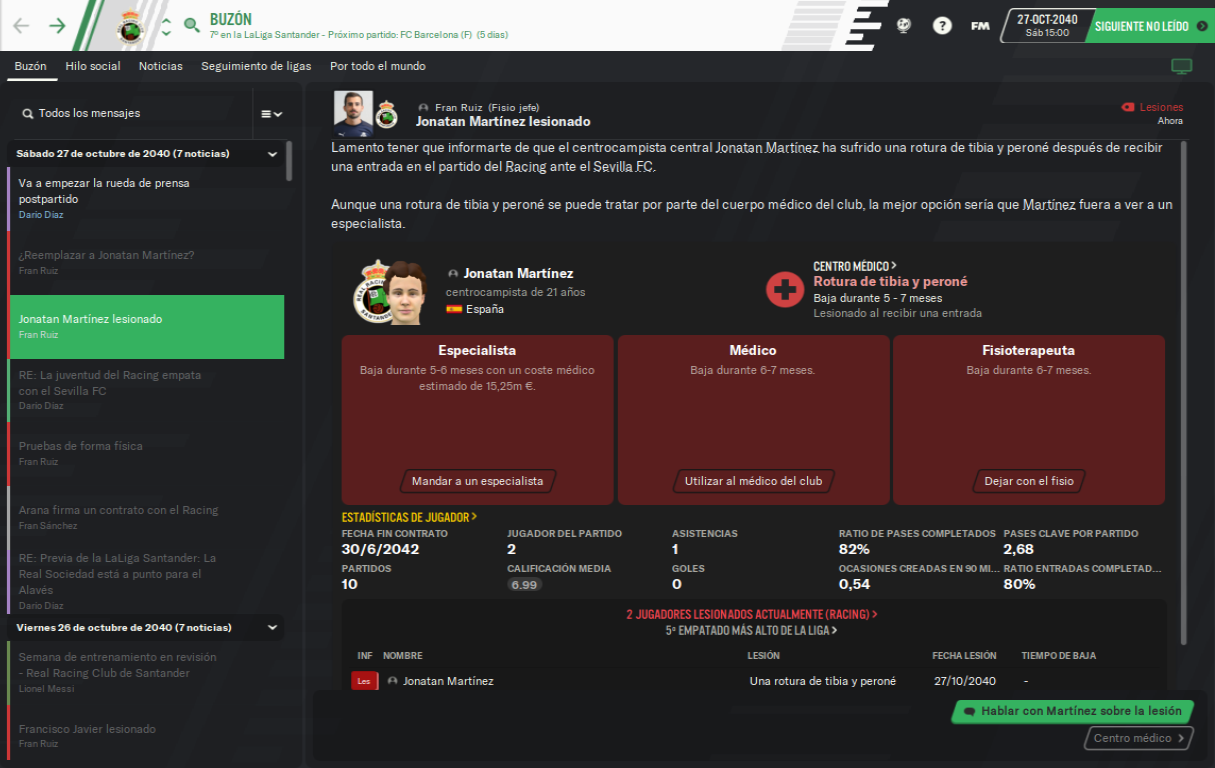 BUZÓN
7º en la LaLiga Santander - Próximo partido: FC Barcelona (F) (5 días)
?
FM
27-OCT-2040
Sáb 15:00
SIGUIENTE NO LEÍDO
Buzón Hilo social Noticias Seguimiento de ligas Por todo el mundo
Todos los mensajes
Sábado 27 de octubre de 2040 (7 noticias)
Va a empezar la rueda de prensa
postpartido
Darío Díaz
¿Reemplazar a Jonatan Martínez?
Fran Ruiz
Jonatan Martínez lesionado
Fran Ruiz
RE: La juventud del Racing empata
con el Sevilla FC
Darío Díaz
Pruebas de forma física
Fran Ruiz
Arana firma un contrato con el Racing
Fran Sánchez
RE: Previa de la LaLiga Santander: La
Real Sociedad está a punto para el
Alavés
Darío Díaz
Viernes 26 de octubre de 2040 (7 noticias)
Semana de entrenamiento en revisión
- Real Racing Club de Santander
Lionel Messi
Francisco Javier lesionado
Fran Ruiz
Fran Ruiz (Fisio jefe)
Jonatan Martínez lesionado
Lesiones
Ahora
Lamento tener que informarte de que el centrocampista central Jonatan Martínez ha sufrido una rotura de tibia y peroné después de recibir
una entrada en el partido del Racing ante el Sevilla FC.
Aunque una rotura de tibia y peroné se puede tratar por parte del cuerpo médico del club, la mejor opción sería que Martínez fuera a ver a un
especialista.
Jonatan Martínez
centrocampista de 21 años
España
CENTRO MÉDICO >
Rotura de tibia y peroné
Baja durante 5 - 7 meses
Lesionado al recibir una entrada
Especialista
Baja durante 5-6 meses con un coste médico
estimado de 15,25m €.
Mandar a un especialista
Médico
Baja durante 6-7 meses.
Utilizar al médico del club
Fisioterapeuta
Baja durante 6-7 meses.
Dejar con el fisio
ESTADÍSTICAS DE JUGADOR >
FECHA FIN CONTRATO JUGADOR DEL PARTIDO ASISTENCIAS RATIO DE PASES COMPLETADOS PASES CLAVE POR PARTIDO
30/6/2042 2 1 82% 2,68
PARTIDOS CALIFICACIÓN MEDIA GOLES OCASIONES CREADAS EN 90 MI... RATIO ENTRADAS COMPLETAD...
10 6.99 0 0,54 80%
2 JUGADORES LESIONADOS ACTUALMENTE (RACING) >
5º EMPATADO MÁS ALTO DE LA LIGA >
INF NOMBRE LESIÓN FECHA LESIÓN TIEMPO DE BAJA
Les Jonatan Martínez Una rotura de tibia y peroné 27/10/2040 -
Hablar con Martínez sobre la lesión
Centro médico >